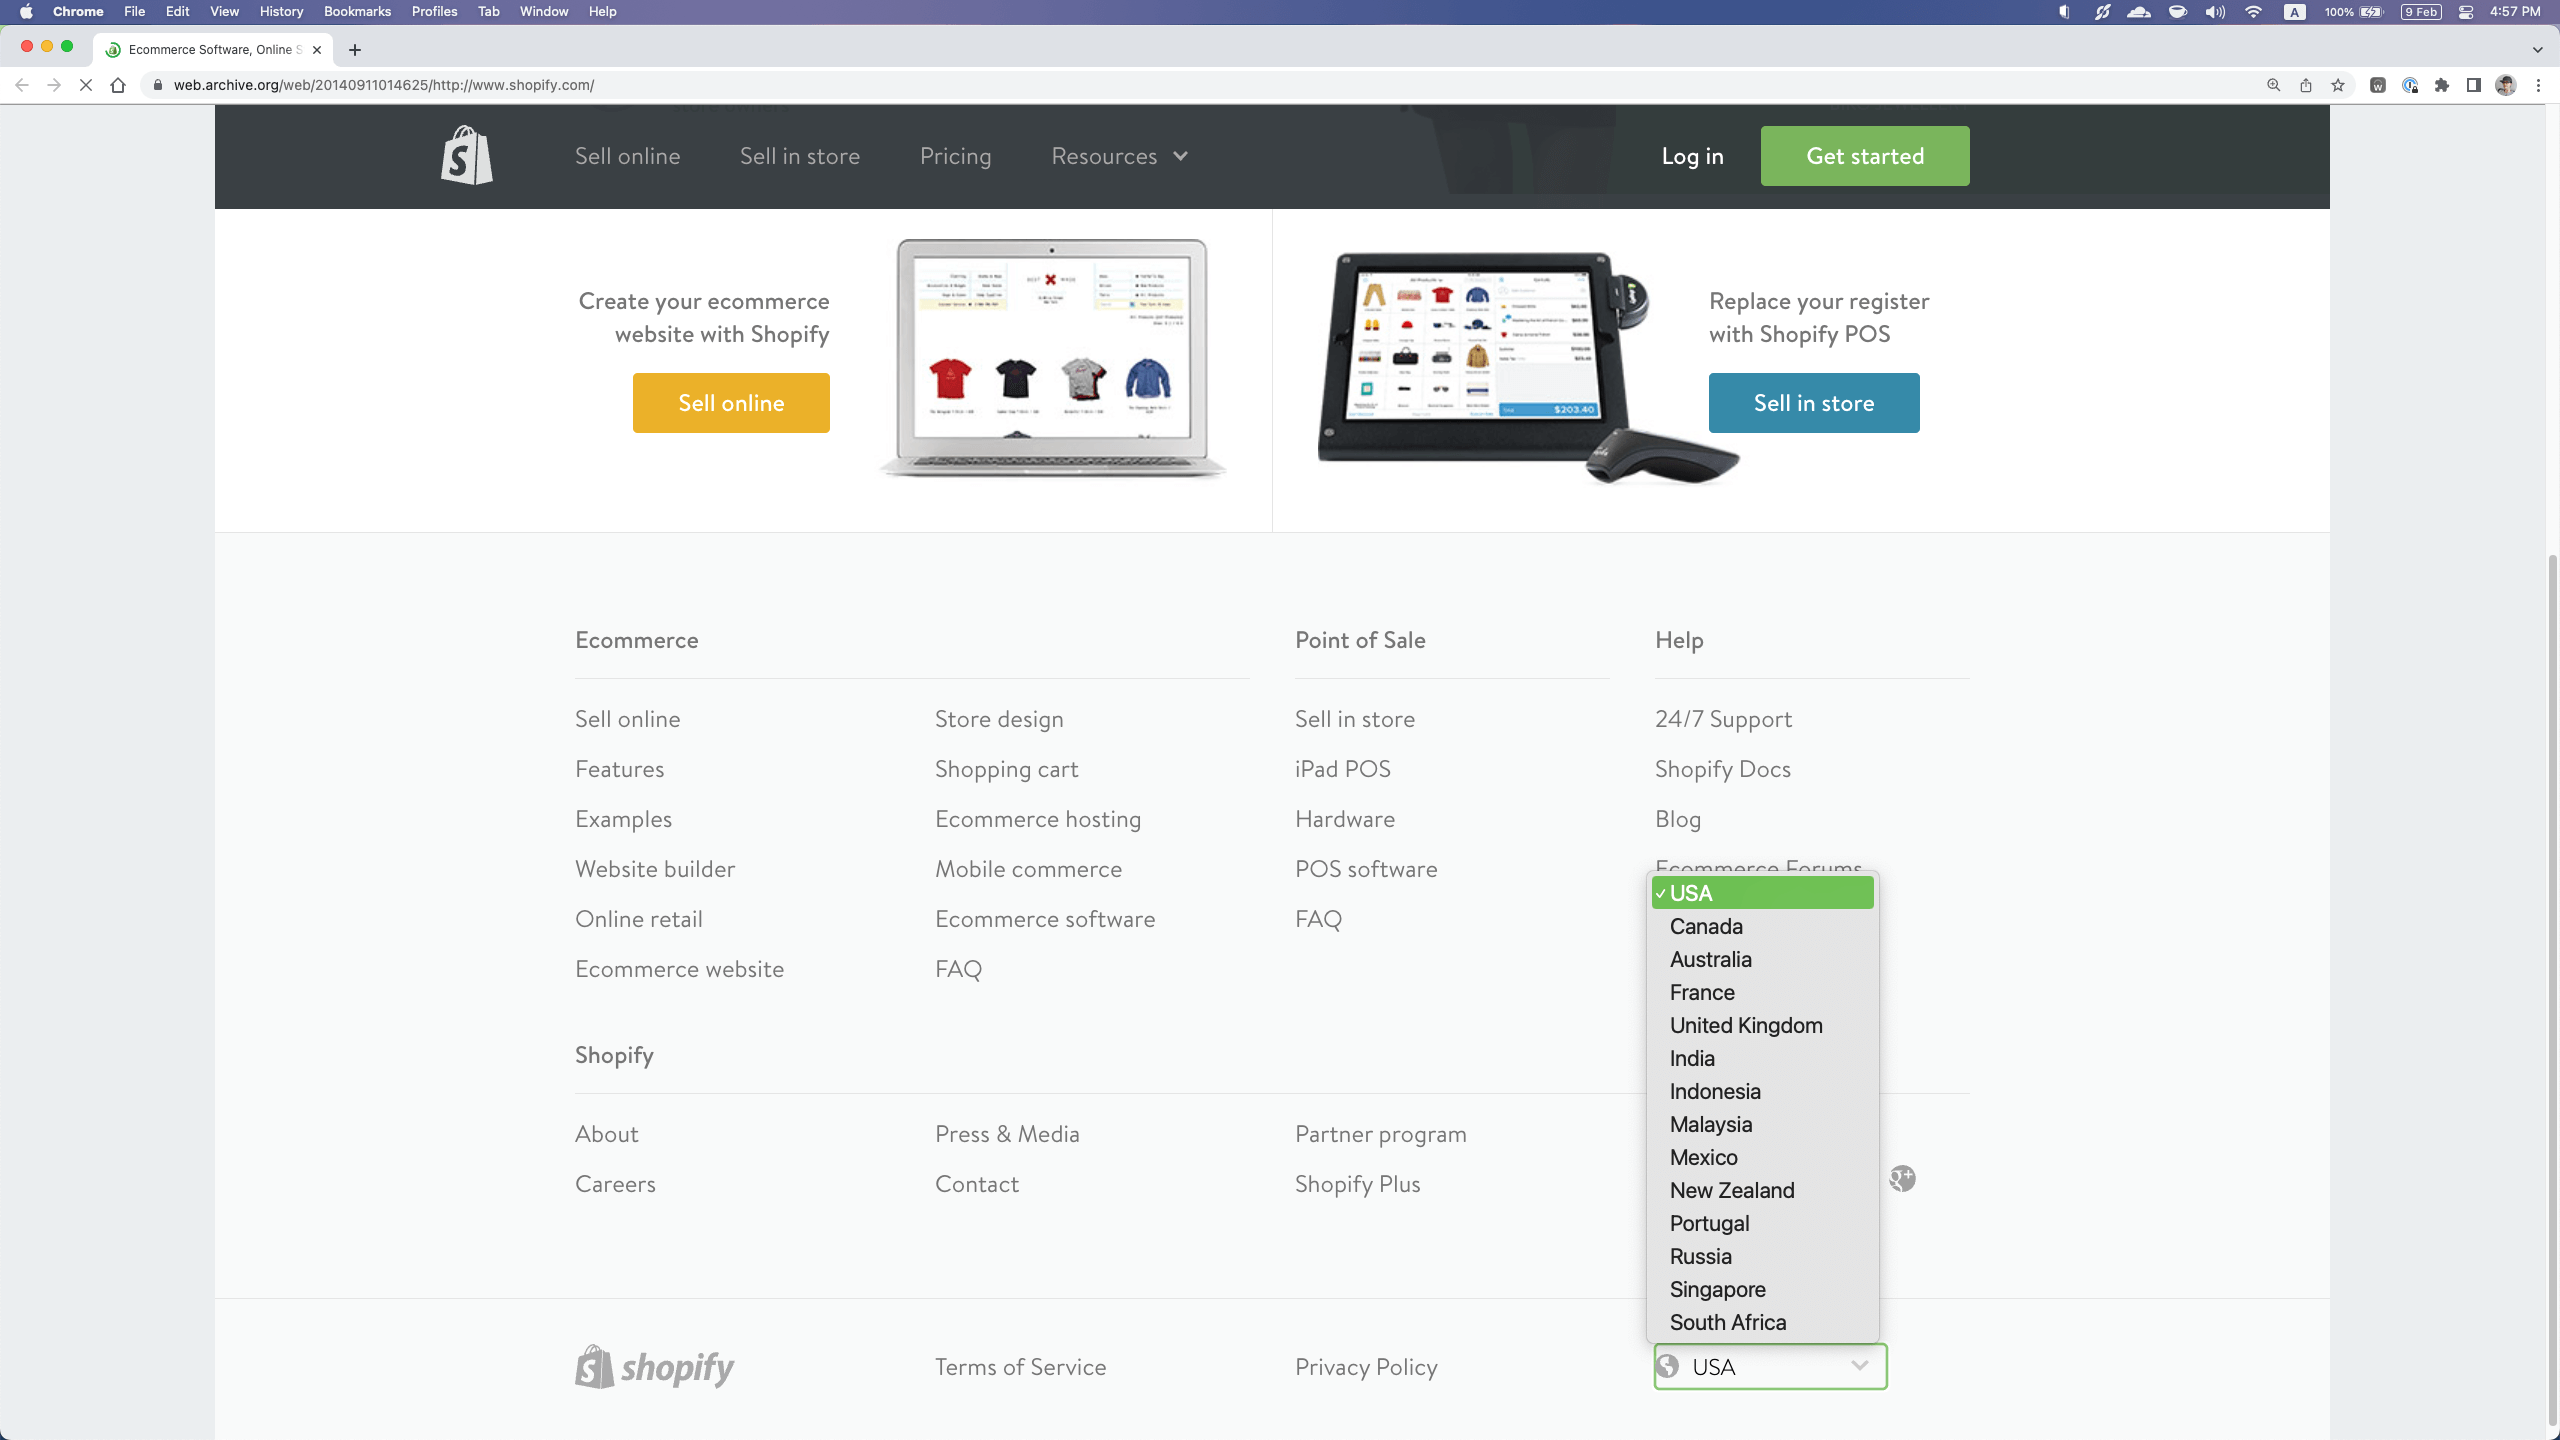 Chrome File Edit View History Bookmarks Profiles Tab Window Help
A 100% 9 Feb 4:57 PM
Ecommerce Software, Online S
web.archive.org/web/20140911014625/http://www.shopify.com/
Sell online Sell in store Pricing Resources Log in Get started
Create your ecommerce
website with Shopify
Sell online
BEST MADE
$203.40
Replace your register
with Shopify POS
Sell in store
Ecommerce Point of Sale Help
Sell online Store design Sell in store 24/7 Support
Features Shopping cart iPad POS Shopify Docs
Examples Ecommerce hosting Hardware Blog
Website builder Mobile commerce POS software Ecommerce Forums
Online retail Ecommerce software FAQ
Ecommerce website FAQ
✓ USA
Canada
Australia
France
United Kingdom
India
Indonesia
Malaysia
Mexico
New Zealand
Portugal
Russia
Singapore
South Africa
Shopify
About Press & Media Partner program
Careers Contact Shopify Plus
g+
shopify Terms of Service Privacy Policy USA